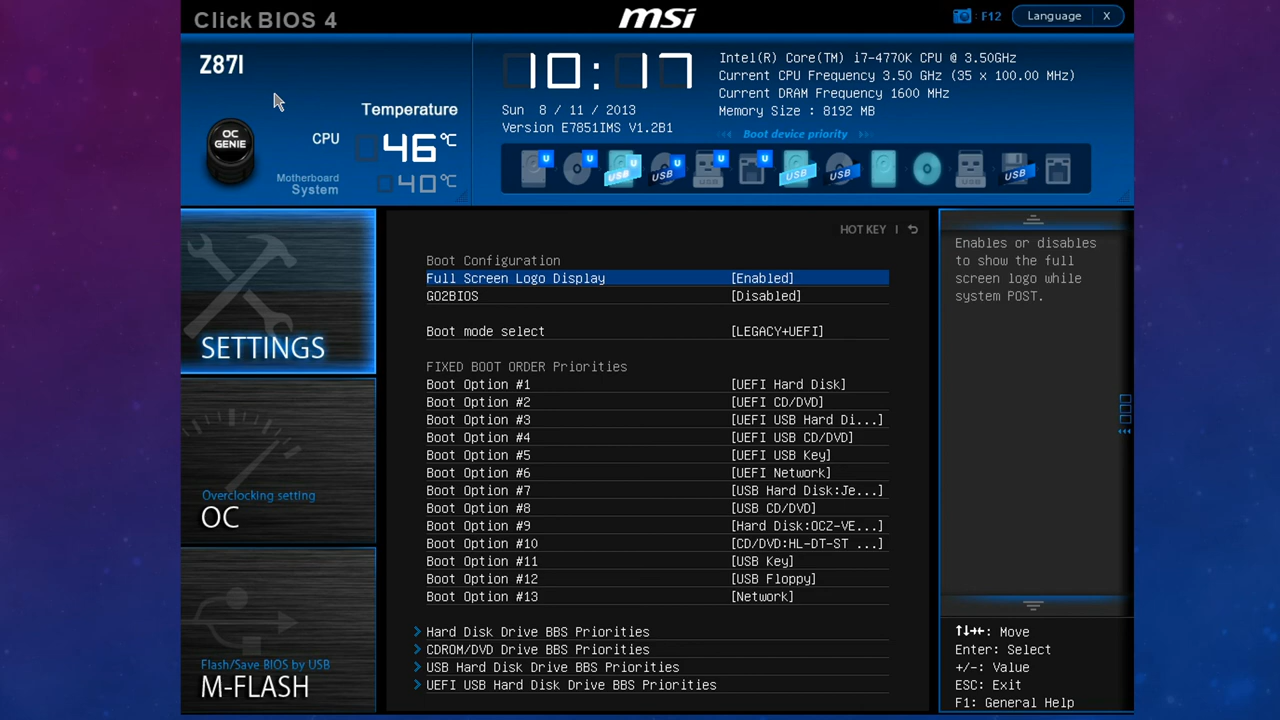 Click BIOS 4
msi
: F12
Language X
Z87I
OC
GENIE
Temperature
CPU 46°C
Motherboard
System 40°C
10:17
Sun 8 / 11 / 2013
Version E7851IMS V1.2B1
Intel(R) Core(TM) i7-4770K CPU @ 3.50GHz
Current CPU Frequency 3.50 GHz (35 x 100.00 MHz)
Current DRAM Frequency 1600 MHz
Memory Size : 8192 MB
Boot device priority
U U U U U U
USB USB USB USB USB
SETTINGS
Overclocking setting
OC
Flash/Save BIOS by USB
M-FLASH
HOT KEY |
Boot Configuration
Full Screen Logo Display [Enabled]
GO2BIOS [Disabled]
Boot mode select [LEGACY+UEFI]
FIXED BOOT ORDER Priorities
Boot Option #1 [UEFI Hard Disk]
Boot Option #2 [UEFI CD/DVD]
Boot Option #3 [UEFI USB Hard Di...]
Boot Option #4 [UEFI USB CD/DVD]
Boot Option #5 [UEFI USB Key]
Boot Option #6 [UEFI Network]
Boot Option #7 [USB Hard Disk:Je...]
Boot Option #8 [USB CD/DVD]
Boot Option #9 [Hard Disk:OCZ-VE...]
Boot Option #10 [CD/DVD:HL-DT-ST ...]
Boot Option #11 [USB Key]
Boot Option #12 [USB Floppy]
Boot Option #13 [Network]
> Hard Disk Drive BBS Priorities
> CDROM/DVD Drive BBS Priorities
> USB Hard Disk Drive BBS Priorities
> UEFI USB Hard Disk Drive BBS Priorities
Enables or disables
to show the full
screen logo while
system POST.
↑↓→←: Move
Enter: Select
+/-: Value
ESC: Exit
F1: General Help